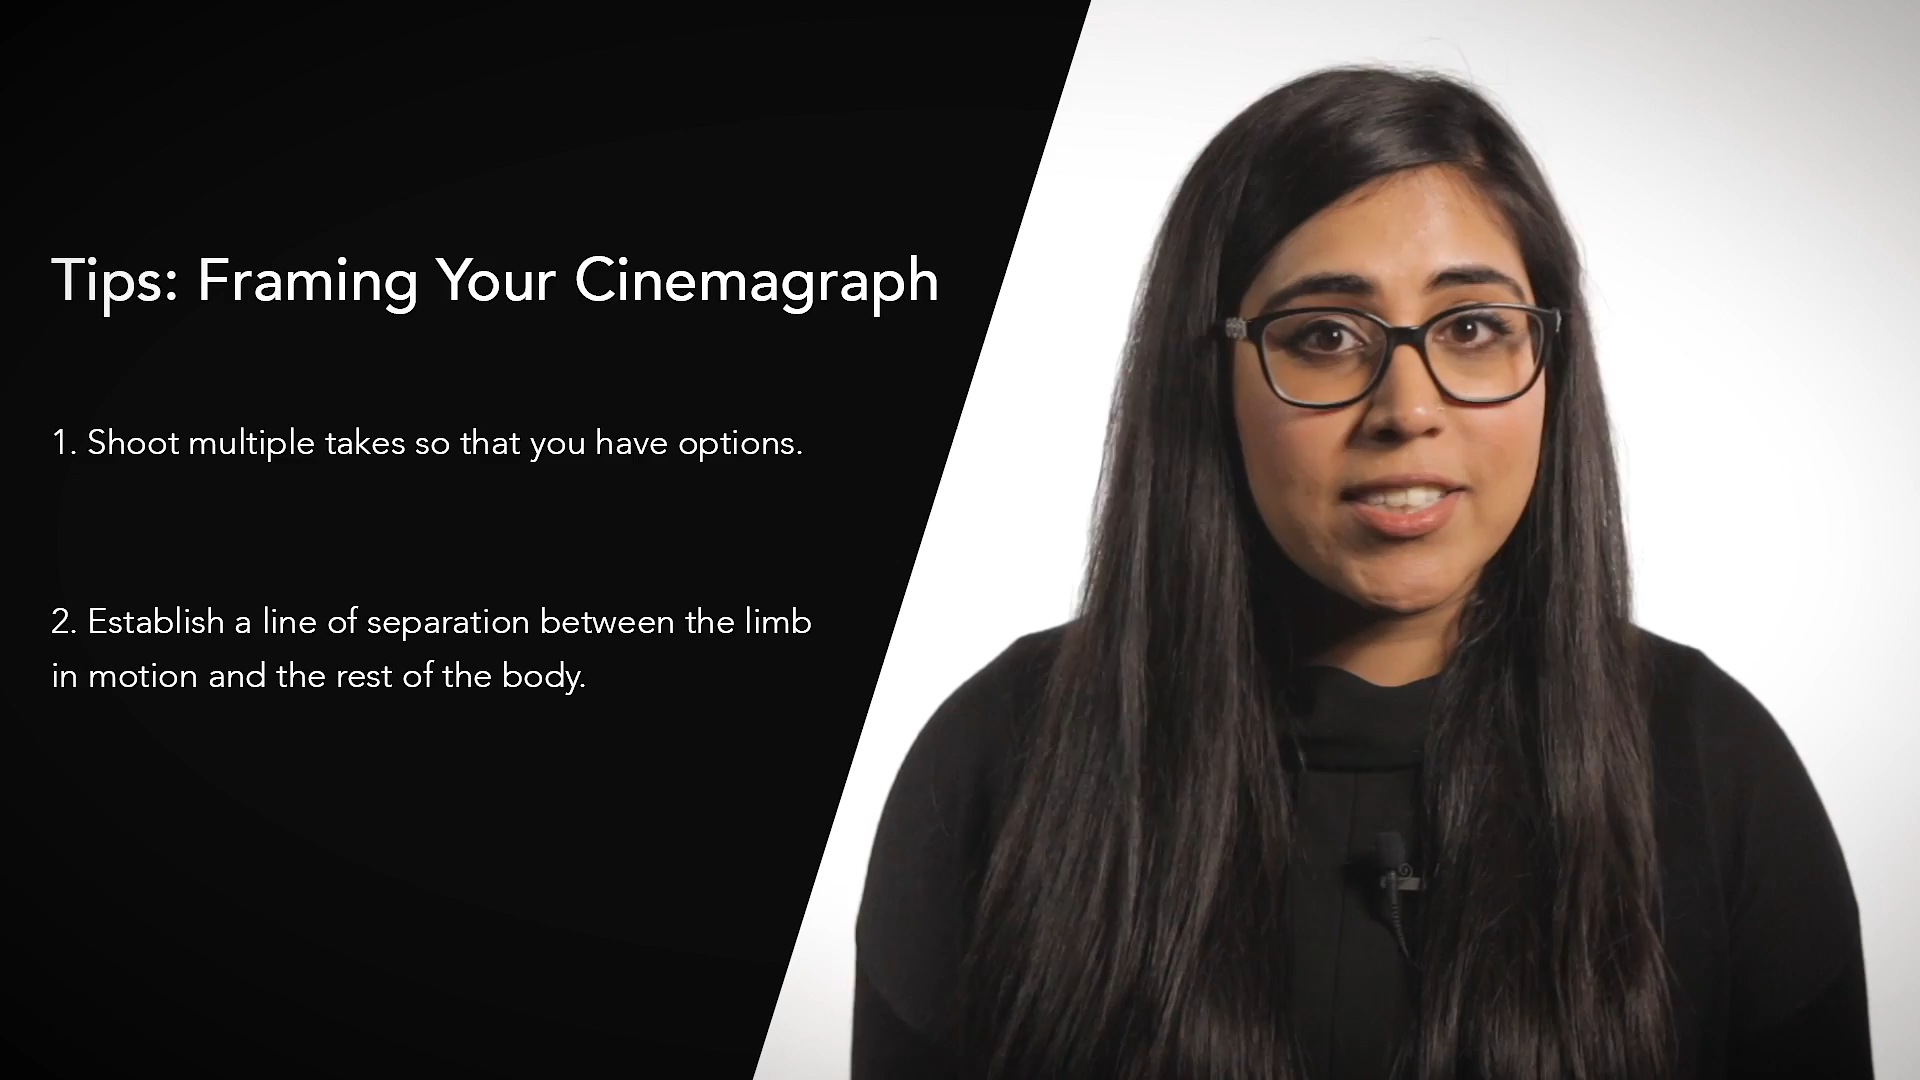 Tips: Framing Your Cinemagraph
1. Shoot multiple takes so that you have options.
2. Establish a line of separation between the limb
in motion and the rest of the body.